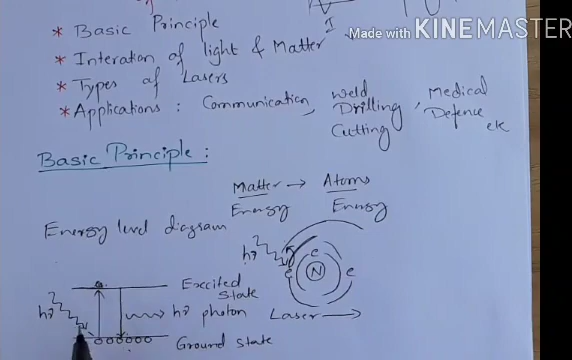 * Basic Principle
Made with KINEMASTER
* Interation of light & Matter
* Types of Lasers
* Applications : Communication, weld Drilling Cutting, Medical Defence etc
Basic Principle :
Matter → Atoms
Energy Energy
Energy level diagram
hν e e N e
Excited state
hν hν photon Laser →
Ground state